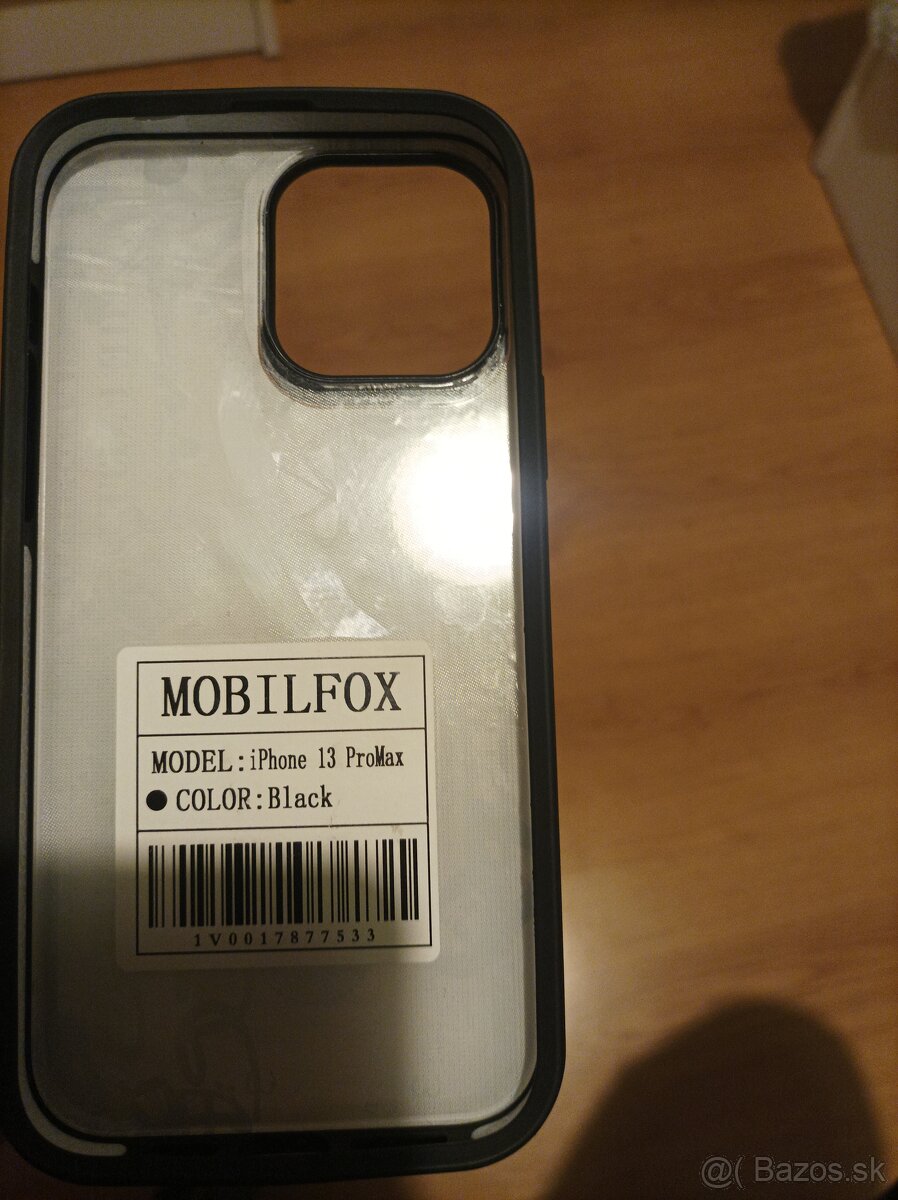 MOBILFOX
MODEL:iPhone 13 ProMax
COLOR:Black
1V0017877533
@( Bazos.sk